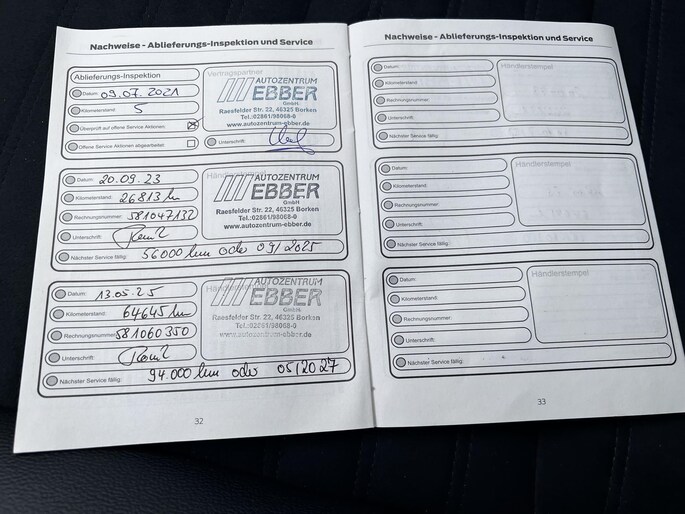 Nachweise - Ablieferungs-Inspektion und Service
Ablieferungs-Inspektion
Datum: 09.07.2021
Kilometerstand: 5
Überprüft auf offene Service Aktionen:
Offene Service Aktionen abgearbeitet:
Vertragspartner
AUTOZENTRUM
EBBER
GmbH
Raesfelder Str. 22, 46325 Borken
Tel.:02861/98068-0
www.autozentrum-ebber.de
Unterschrift:
Datum: 20.09.23
Kilometerstand: 26813 km
Rechnungsnummer: 581047132
Unterschrift:
AUTOZENTRUM
EBBER
GmbH
Raesfelder Str. 22, 46325 Borken
Tel.:02861/98068-0
www.autozentrum-ebber.de
Nächster Service fällig: 56000 km oder 09/2025
Datum: 13.05.25
Kilometerstand: 64645 km
Rechnungsnummer: 581060350
Unterschrift:
AUTOZENTRUM
EBBER
GmbH
Raesfelder Str. 22, 46325 Borken
Tel.:02861/98068-0
www.autozentrum-ebber.de
Nächster Service fällig: 94000 km oder 05/2027
32
Nachweise - Ablieferungs-Inspektion und Service
Datum:
Kilometerstand:
Rechnungsnummer:
Unterschrift:
Händlerstempel
Nächster Service fällig:
Datum:
Kilometerstand:
Rechnungsnummer:
Unterschrift:
Händlerstempel
Nächster Service fällig:
Datum:
Kilometerstand:
Rechnungsnummer:
Unterschrift:
Händlerstempel
Nächster Service fällig:
33